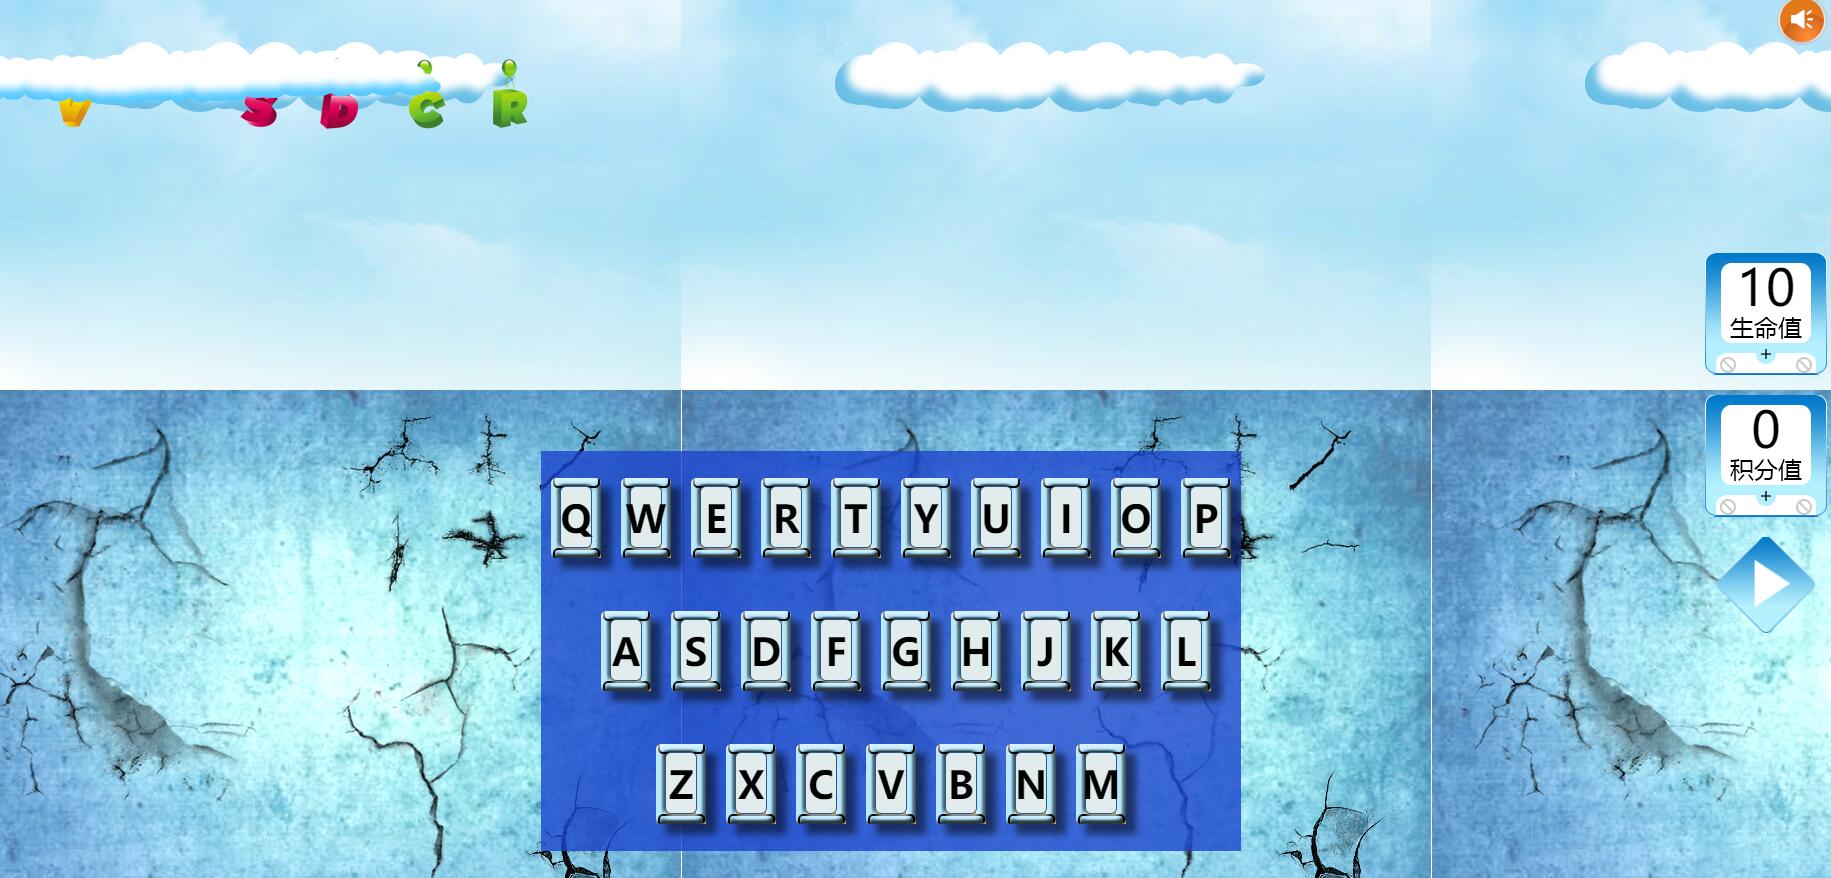 V S D C R
10
生命值
+
0
积分值
+
Q W E R T Y U I O P
A S D F G H J K L
Z X C V B N M